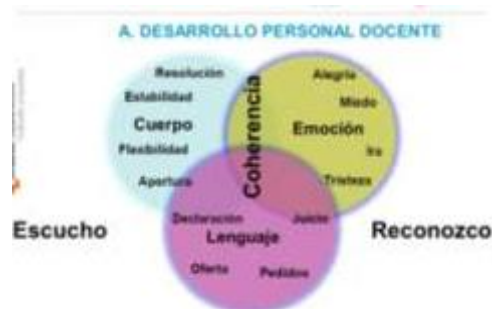 A. DESARROLLO PERSONAL DOCENTE
Resolución
Estabilidad
Cuerpo
Flexibilidad
Apertura
Coherencia
Alegría
Miedo
Emoción
Ira
Tristeza
Escucho
Reconozco
Declaración
Juicio
Lenguaje
Oferta
Pedidos